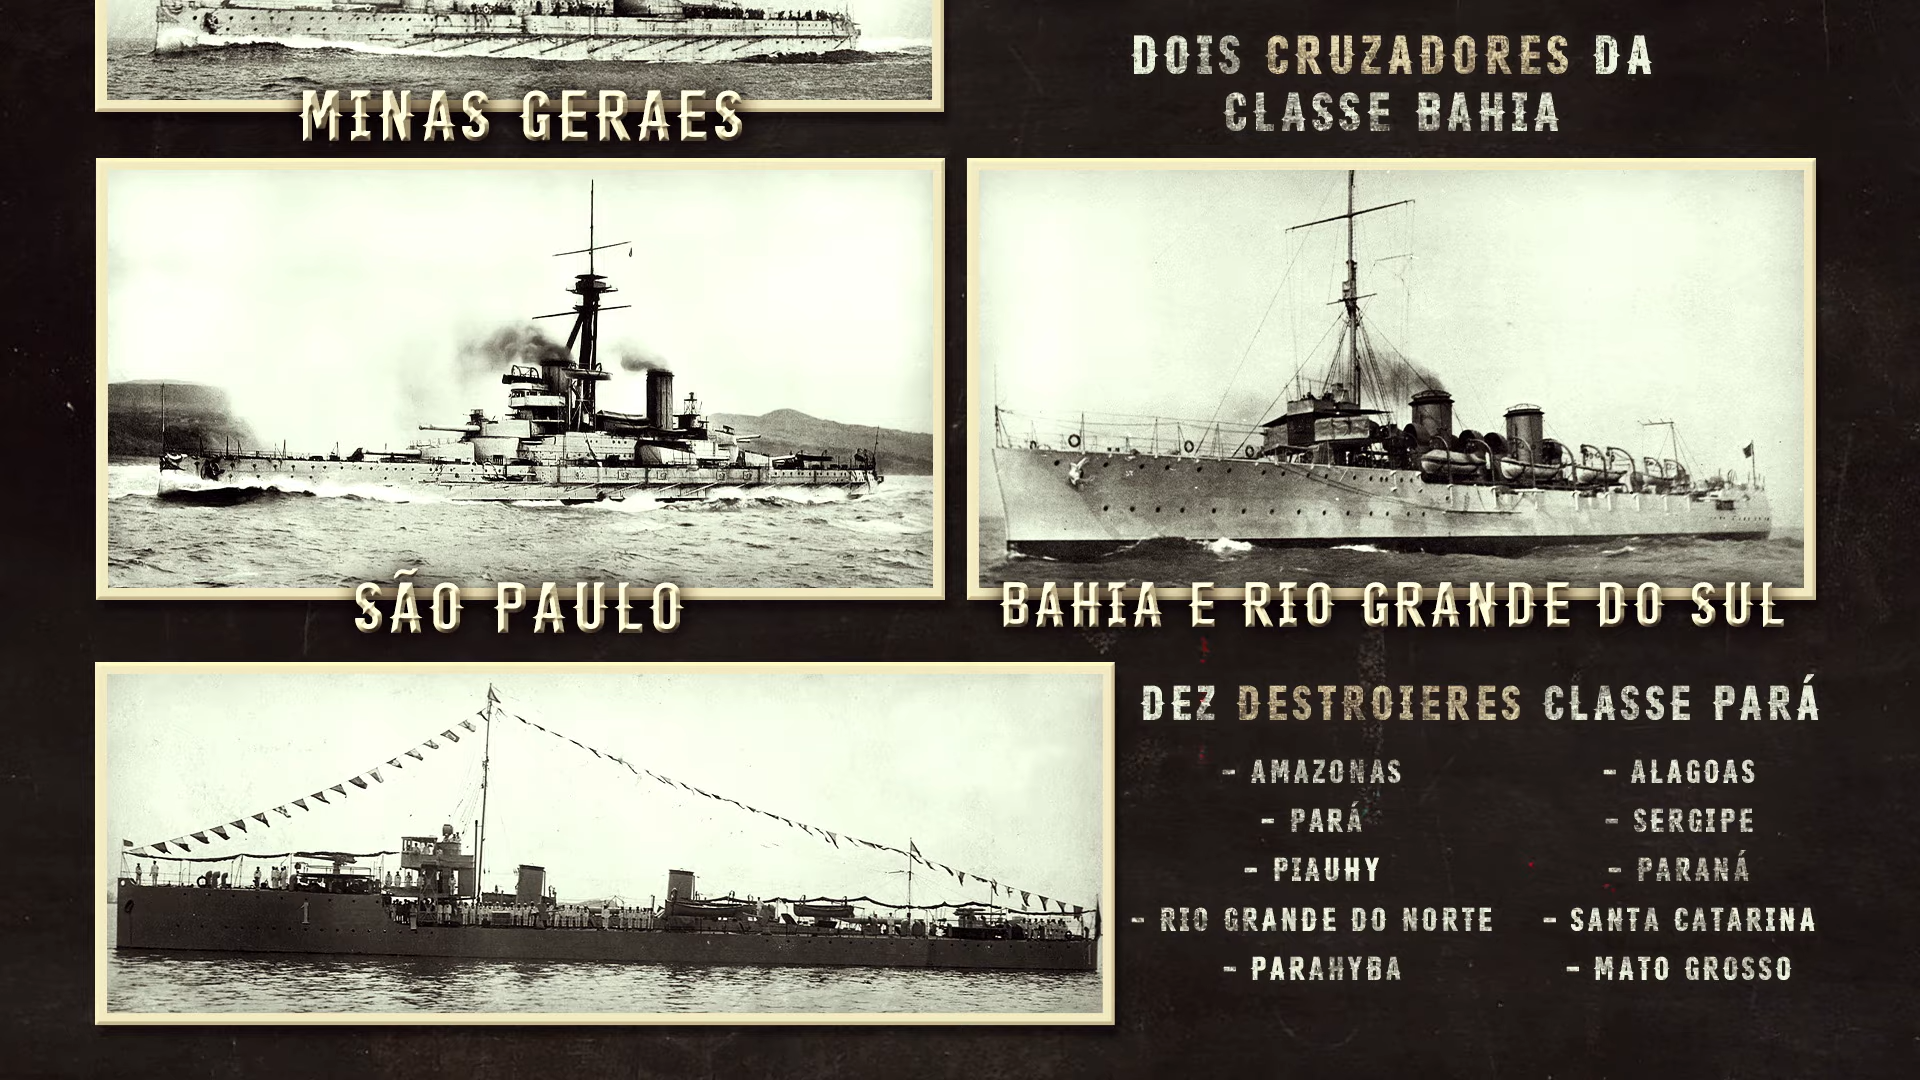 MINAS GERAES
SÃO PAULO
DOIS CRUZADORES DA
CLASSE BAHIA
BAHIA E RIO GRANDE DO SUL
1
DEZ DESTROIERES CLASSE PARÁ
- AMAZONAS
- PARÁ
- PIAUHY
- RIO GRANDE DO NORTE
- PARAHYBA
- ALAGOAS
- SERGIPE
- PARANÁ
- SANTA CATARINA
- MATO GROSSO